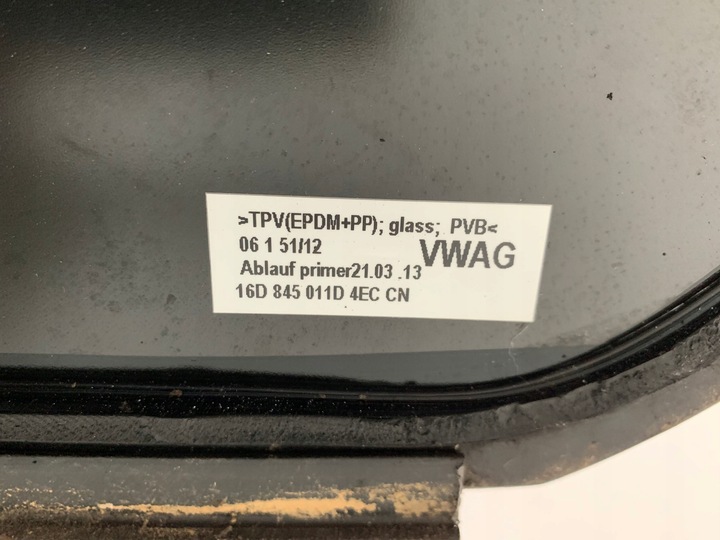 >TPV(EPDM+PP); glass; PVB<
06 1 51/12 VWAG
Ablauf primer21.03 .13
16D 845 011D 4EC CN